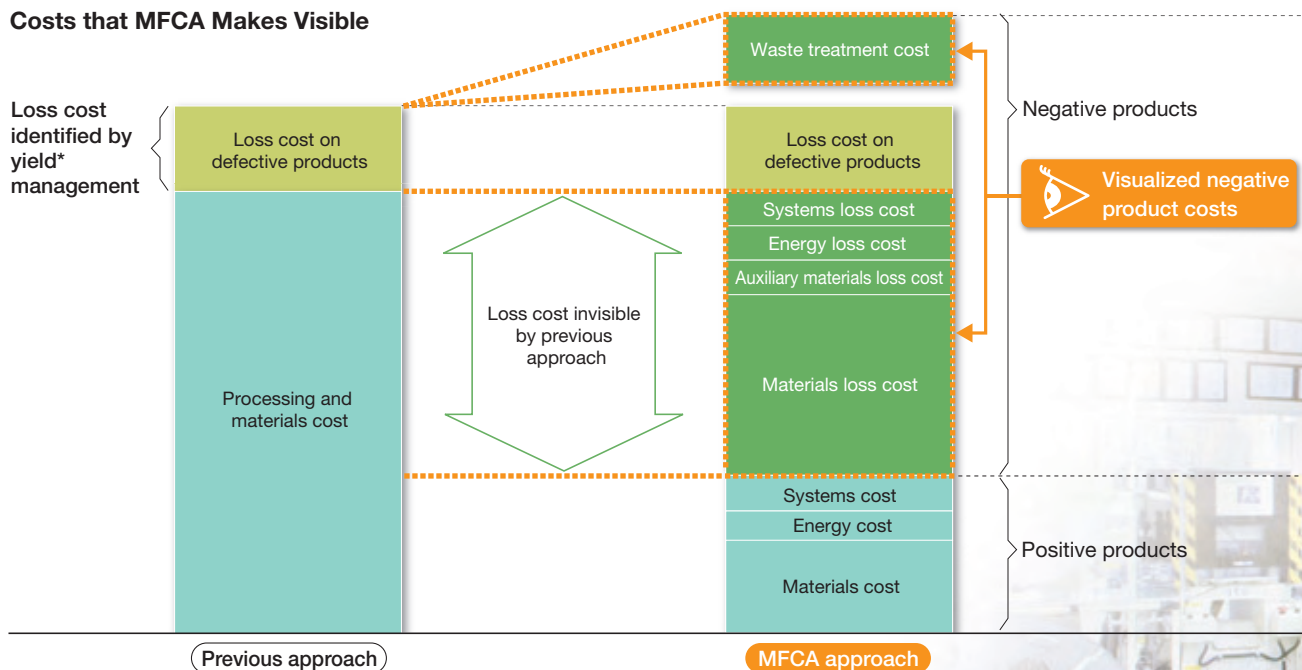 Costs that MFCA Makes Visible
Waste treatment cost
Loss cost
identified by
yield*
management
Loss cost on
defective products
Loss cost on
defective products
Negative products
Visualized negative
product costs
Systems loss cost
Energy loss cost
Auxiliary materials loss cost
Loss cost invisible
by previous
approach
Materials loss cost
Processing and
materials cost
Systems cost
Energy cost
Materials cost
Positive products
Previous approach
MFCA approach